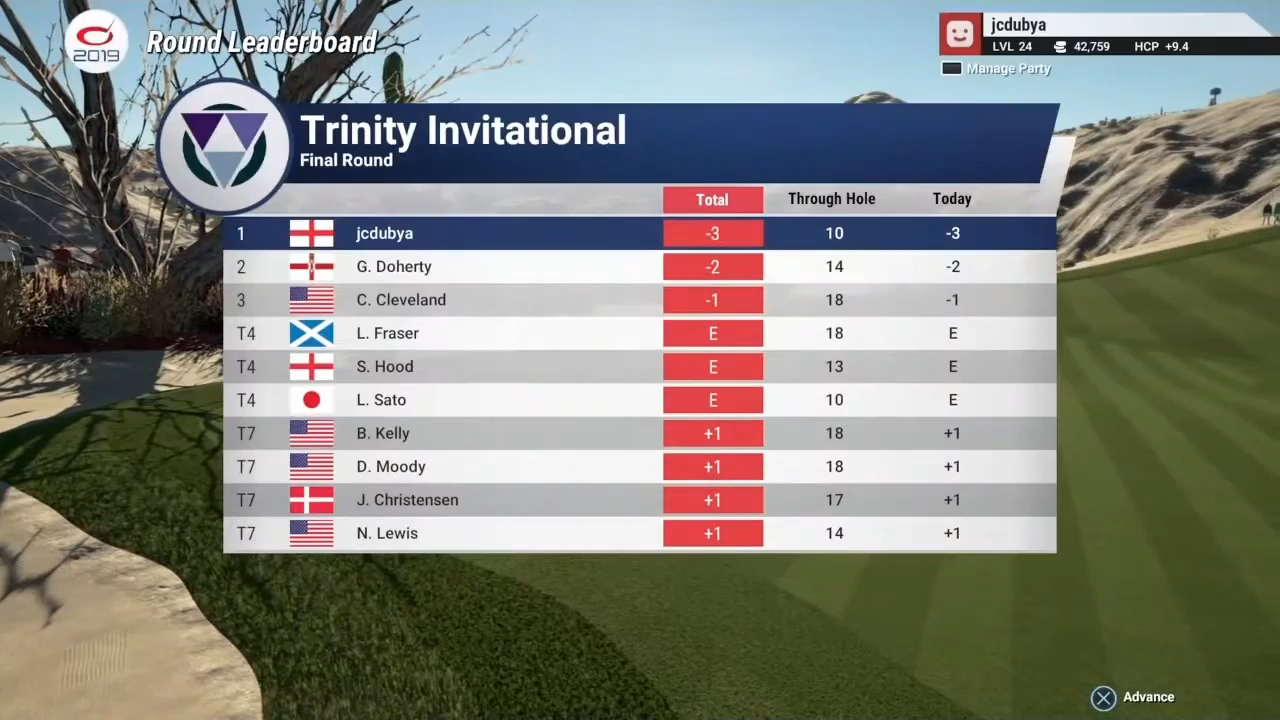 2019
Round Leaderboard
jcdubya
LVL 24 42,759 HCP +9.4
Manage Party
Trinity Invitational
Final Round
Total Through Hole Today
1 jcdubya -3 10 -3
2 G. Doherty -2 14 -2
3 C. Cleveland -1 18 -1
T4 L. Fraser E 18 E
T4 S. Hood E 13 E
T4 L. Sato E 10 E
T7 B. Kelly +1 18 +1
T7 D. Moody +1 18 +1
T7 J. Christensen +1 17 +1
T7 N. Lewis +1 14 +1
Advance